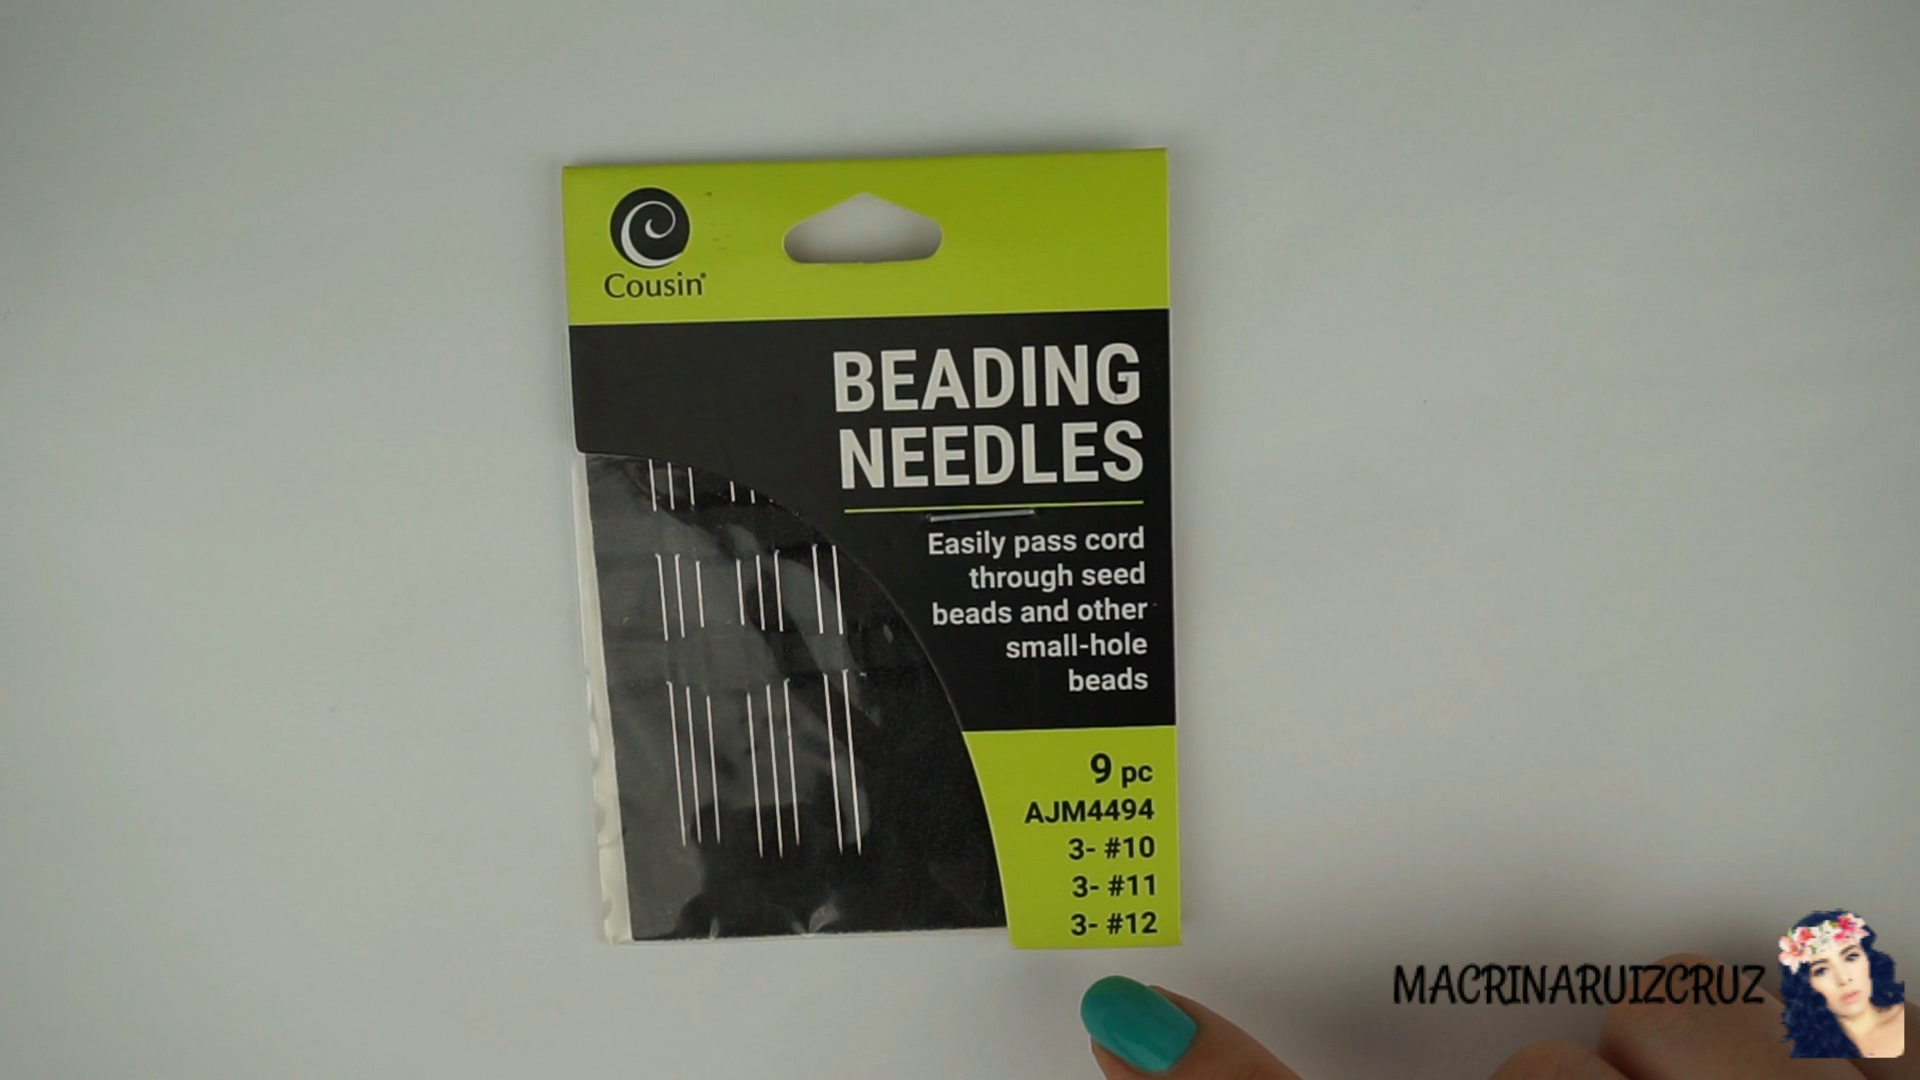 Cousin®
BEADING
NEEDLES
Easily pass cord
through seed
beads and other
small-hole
beads
9 pc
AJM4494
3- #10
3- #11
3- #12
MACRINARUIZCRUZ